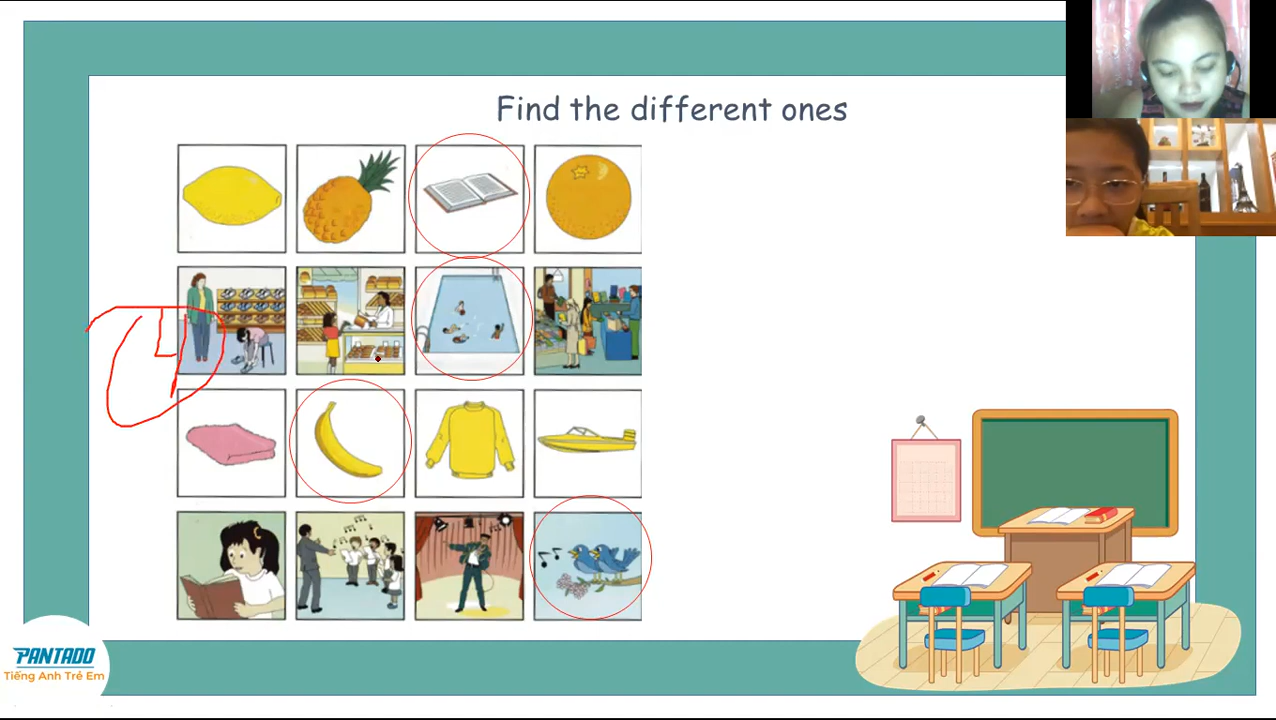 Find the different ones
PANTADO
Tiếng Anh Trẻ Em